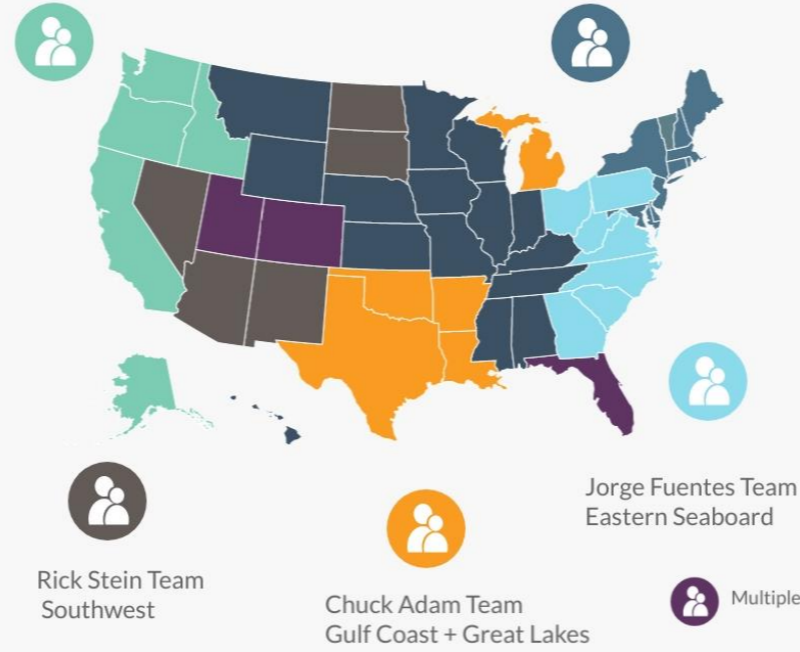 Jorge Fuentes Team
Eastern Seaboard
Rick Stein Team
Southwest
Chuck Adam Team
Gulf Coast + Great Lakes
Multiple